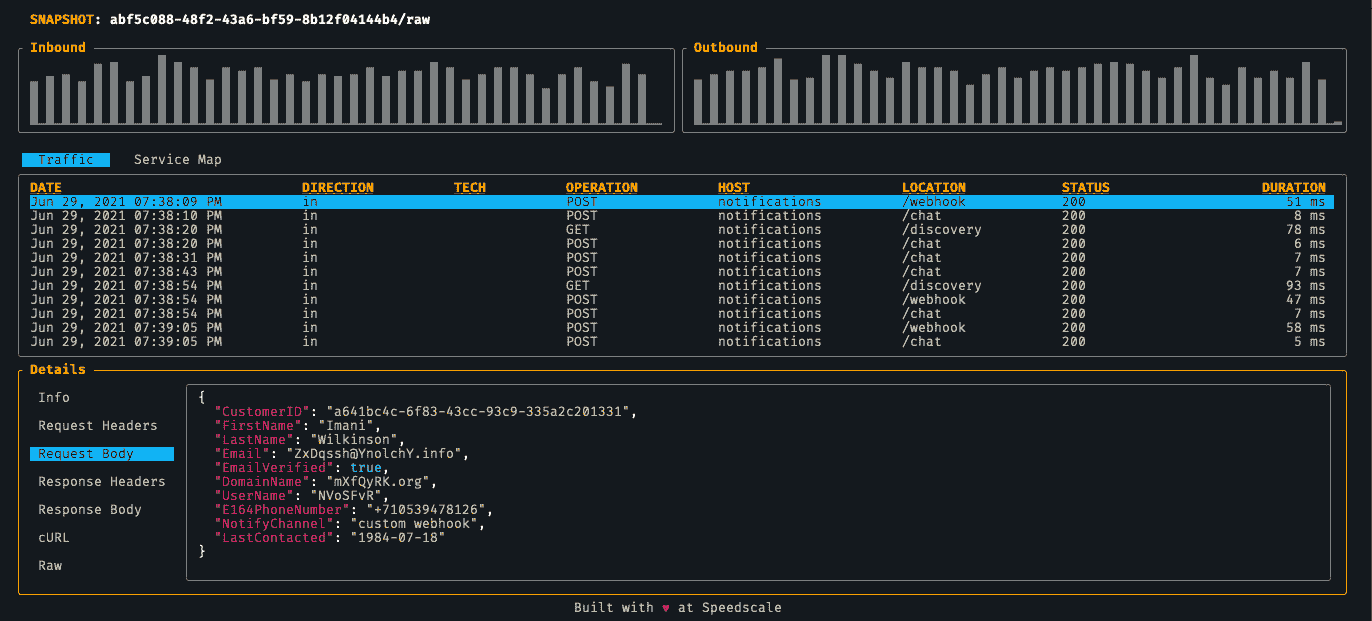 SNAPSHOT: abf5c088-48f2-43a6-bf59-8b12f04144b4/raw
Inbound Outbound
Traffic Service Map
DATE DIRECTION TECH OPERATION HOST LOCATION STATUS DURATION
Jun 29, 2021 07:38:09 PM in POST notifications /webhook 200 51 ms
Jun 29, 2021 07:38:10 PM in POST notifications /chat 200 8 ms
Jun 29, 2021 07:38:20 PM in GET notifications /discovery 200 78 ms
Jun 29, 2021 07:38:20 PM in POST notifications /chat 200 6 ms
Jun 29, 2021 07:38:31 PM in POST notifications /chat 200 7 ms
Jun 29, 2021 07:38:43 PM in POST notifications /chat 200 7 ms
Jun 29, 2021 07:38:54 PM in GET notifications /discovery 200 93 ms
Jun 29, 2021 07:38:54 PM in POST notifications /webhook 200 47 ms
Jun 29, 2021 07:38:54 PM in POST notifications /chat 200 7 ms
Jun 29, 2021 07:39:05 PM in POST notifications /webhook 200 58 ms
Jun 29, 2021 07:39:05 PM in POST notifications /chat 200 5 ms
Details
Info
Request Headers
Request Body
Response Headers
Response Body
cURL
Raw
{
"CustomerID": "a641bc4c-6f83-43cc-93c9-335a2c201331",
"FirstName": "Imani",
"LastName": "Wilkinson",
"Email": "ZxDqssh@YnolchY.info",
"EmailVerified": true,
"DomainName": "mXfQyRK.org",
"UserName": "NVoSFvR",
"E164PhoneNumber": "+710539478126",
"NotifyChannel": "custom webhook",
"LastContacted": "1984-07-18"
}
Built with ♥ at Speedscale